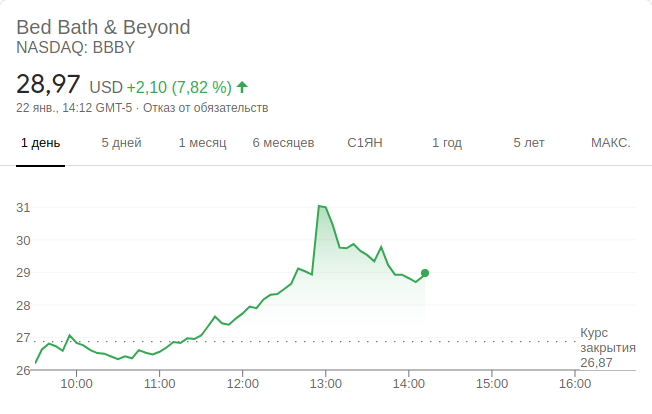 Bed Bath & Beyond
NASDAQ: BBBY
28,97 USD +2,10 (7,82 %)
22 янв., 14:12 GMT-5 · Отказ от обязательств
1 день 5 дней 1 месяц 6 месяцев С1ЯН 1 год 5 лет МАКС.
31
30
29
28
27
26
Курс
закрытия
26,87
10:00 11:00 12:00 13:00 14:00 15:00 16:00